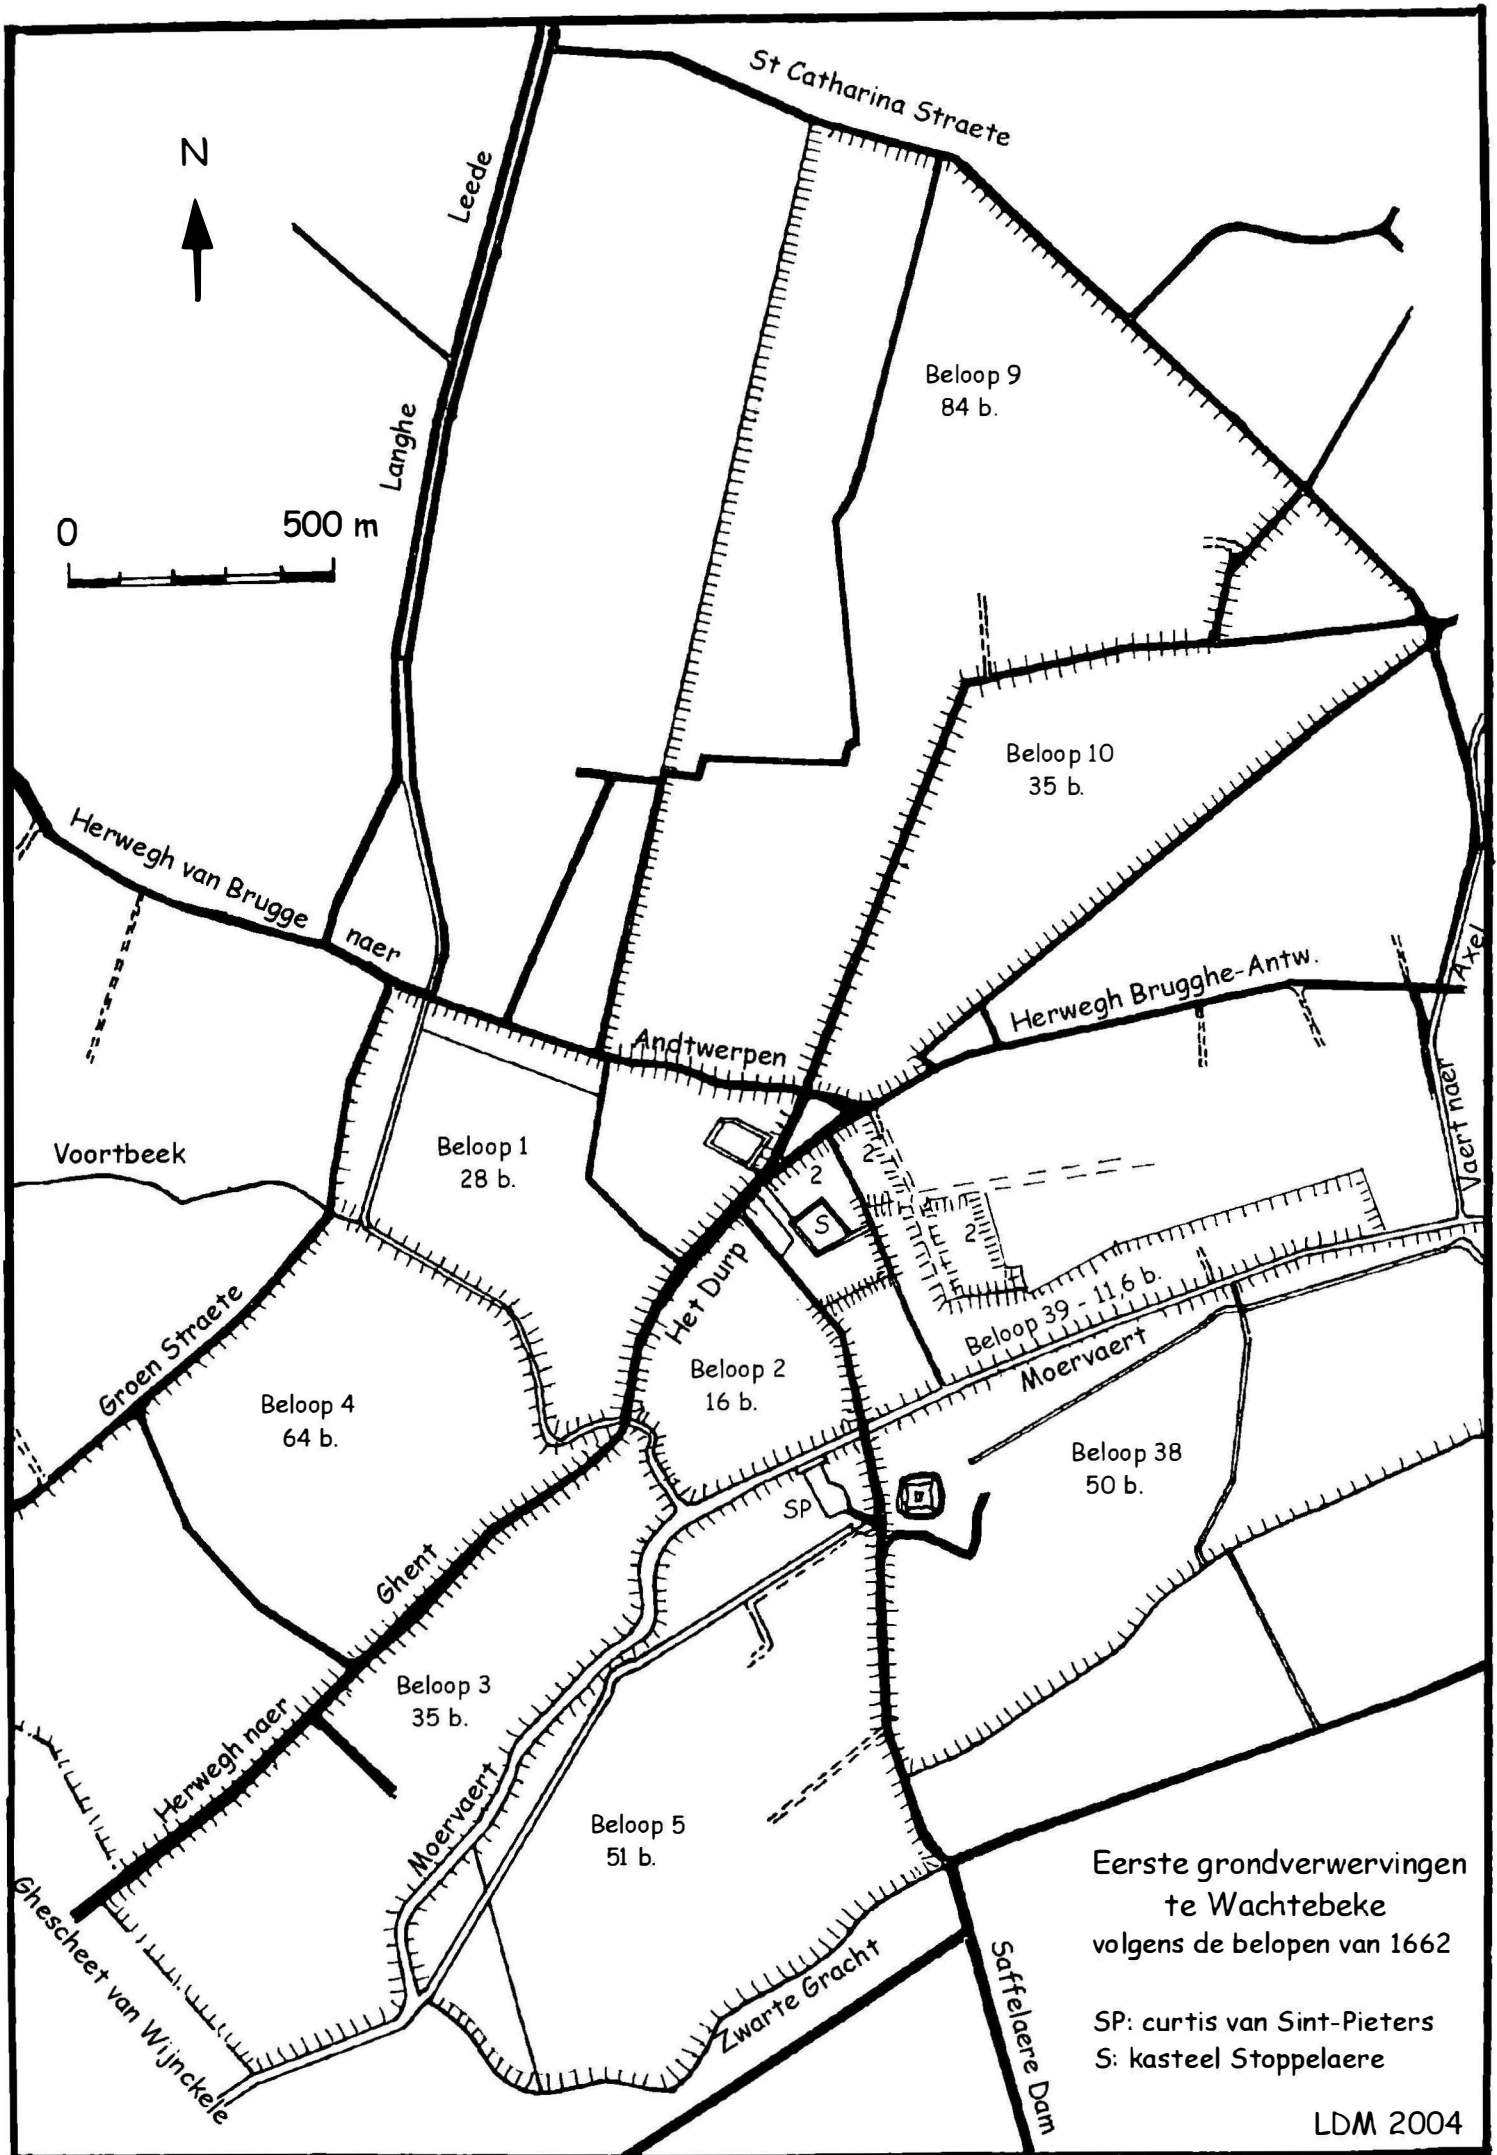 St Catharina Straete
N
Leede
Langhe
0 500 m
Beloop 9
84 b.
Beloop 10
35 b.
Herwegh van Brugge
naer
Andtwerpen
Herwegh Brugghe-Antw.
Axel
Vaert naer
Voortbeek
Beloop 1
28 b.
2
2
S
2
Het Durp
Groen Straete
Beloop 39 - 11,6 b.
Moervaert
Beloop 2
16 b.
Beloop 4
64 b.
Beloop 38
50 b.
SP
Ghent
Herwegh naer
Beloop 3
35 b.
Moervaert
Beloop 5
51 b.
Ghescheet van Wijnckele
Zwarte Gracht
Saffelaere Dam
Eerste grondverwervingen
te Wachtebeke
volgens de belopen van 1662
SP: curtis van Sint-Pieters
S: kasteel Stoppelaere
LDM 2004